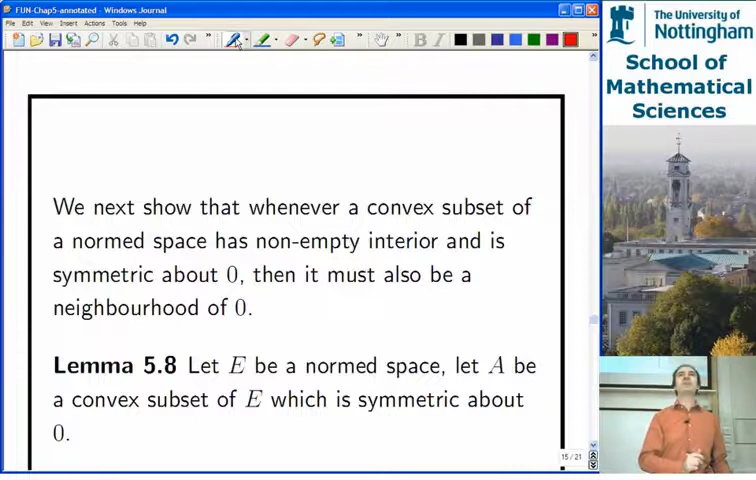 FUN-Chap5-annotated - Windows Journal
File Edit View Insert Actions Tools Help
B I
We next show that whenever a convex subset of
a normed space has non-empty interior and is
symmetric about 0, then it must also be a
neighbourhood of 0.
Lemma 5.8 Let E be a normed space, let A be
a convex subset of E which is symmetric about
0.
15 / 21
The University of
Nottingham
School of
Mathematical
Sciences